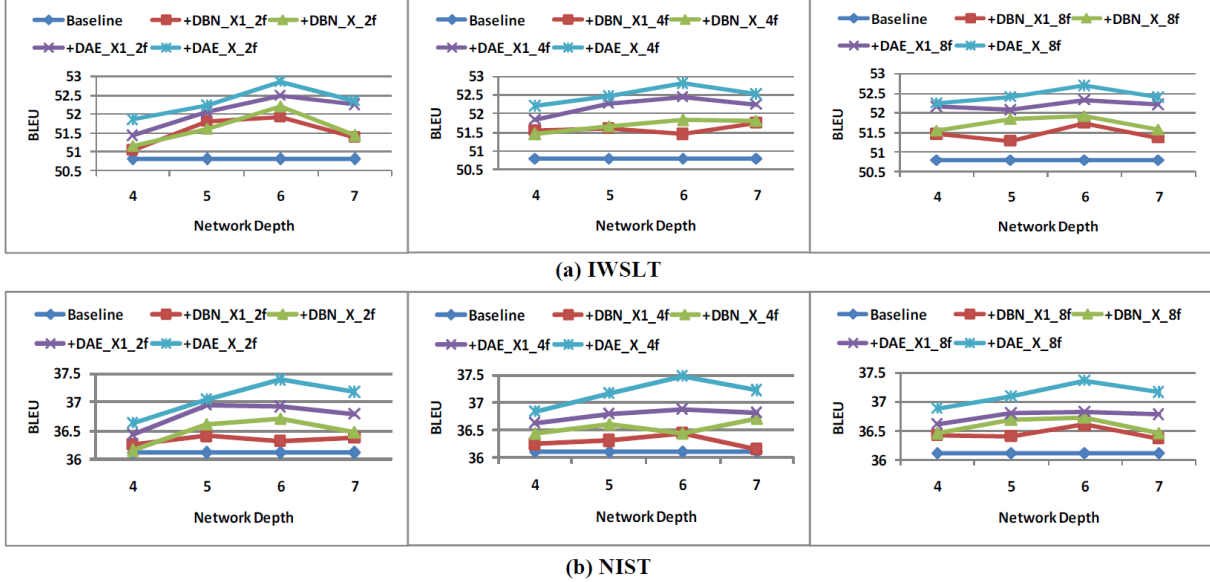 Baseline +DBN_X1_2f +DBN_X_2f
+DAE_X1_2f +DAE_X_2f
53
52.5
52
51.5
51
50.5
BLEU
4 5 6 7
Network Depth
Baseline +DBN_X1_4f +DBN_X_4f
+DAE_X1_4f +DAE_X_4f
53
52.5
52
51.5
51
50.5
BLEU
4 5 6 7
Network Depth
Baseline +DBN_X1_8f +DBN_X_8f
+DAE_X1_8f +DAE_X_8f
53
52.5
52
51.5
51
50.5
BLEU
4 5 6 7
Network Depth
(a) IWSLT
Baseline +DBN_X1_2f +DBN_X_2f
+DAE_X1_2f +DAE_X_2f
37.5
37
36.5
36
BLEU
4 5 6 7
Network Depth
Baseline +DBN_X1_4f +DBN_X_4f
+DAE_X1_4f +DAE_X_4f
37.5
37
36.5
36
BLEU
4 5 6 7
Network Depth
Baseline +DBN_X1_8f +DBN_X_8f
+DAE_X1_8f +DAE_X_8f
37.5
37
36.5
36
BLEU
4 5 6 7
Network Depth
(b) NIST